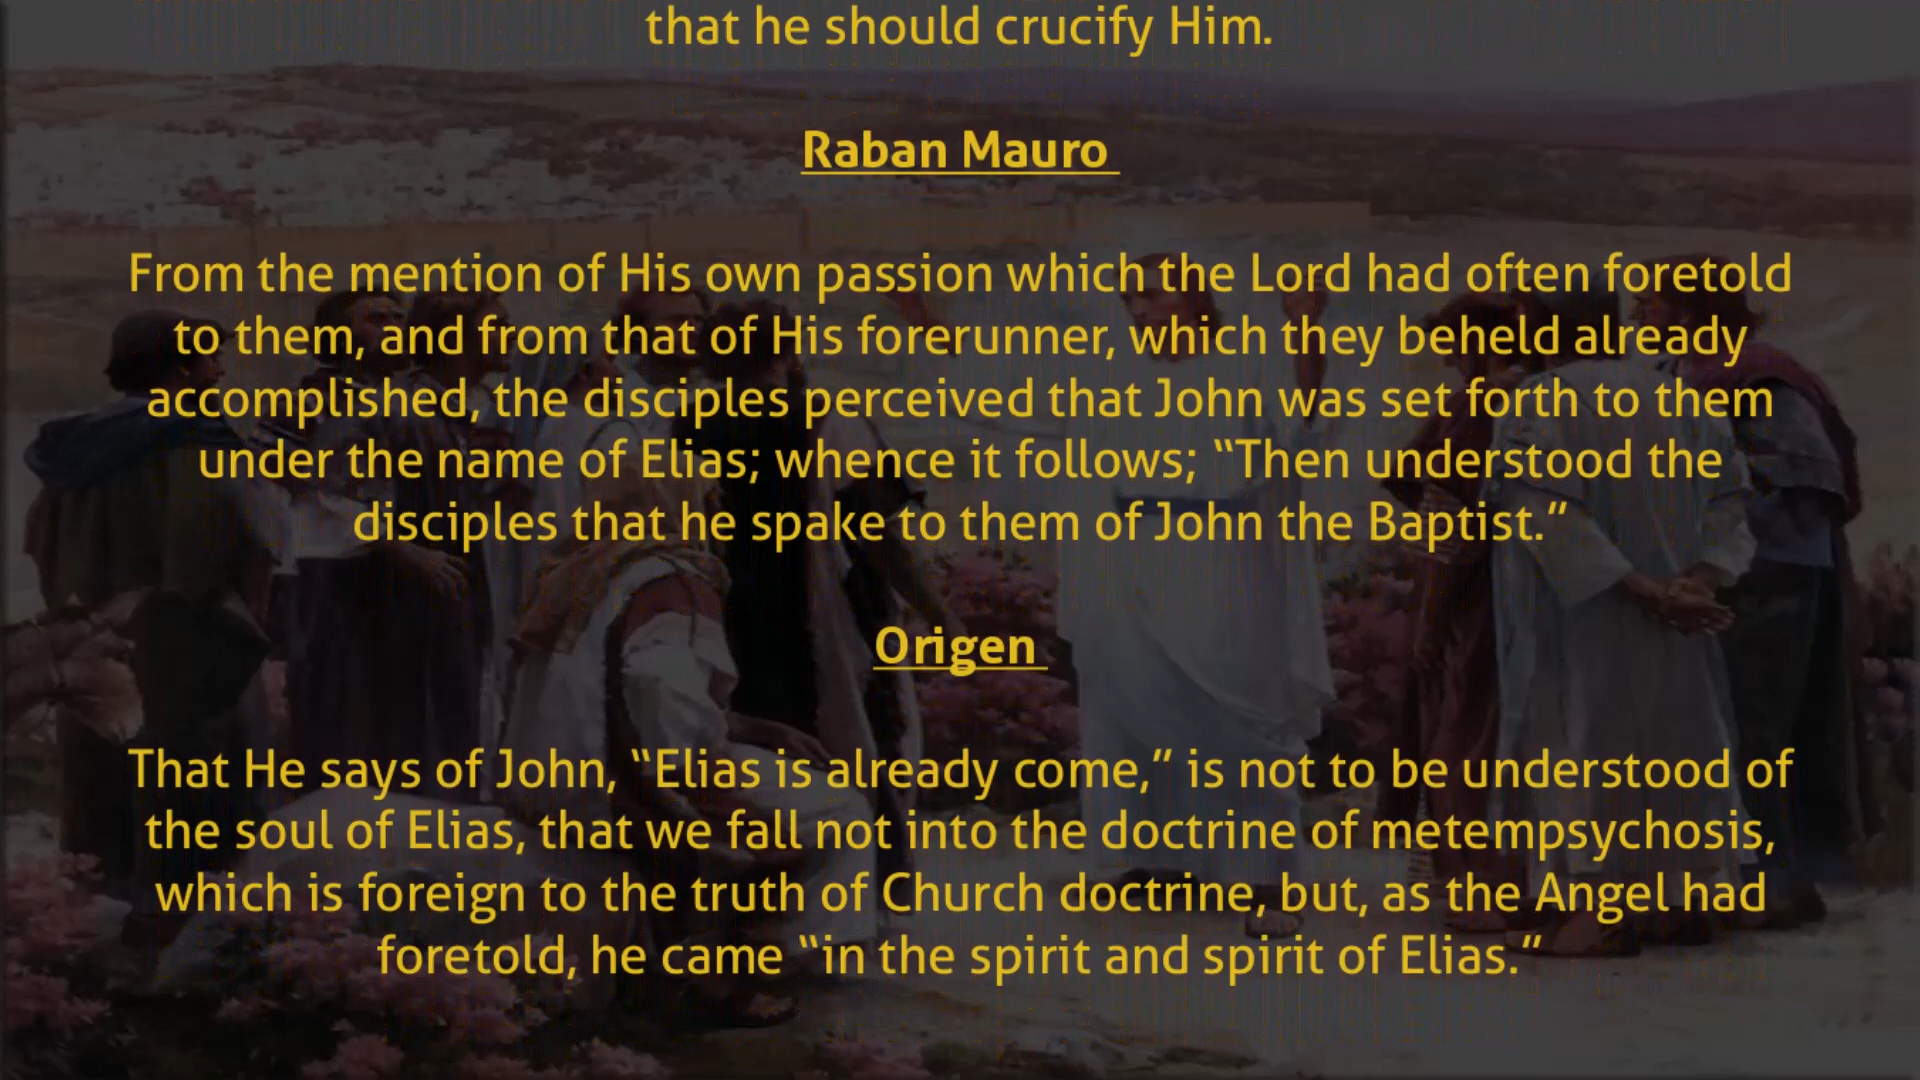 that he should crucify Him.
Raban Mauro
From the mention of His own passion which the Lord had often foretold
to them, and from that of His forerunner, which they beheld already
accomplished, the disciples perceived that John was set forth to them
under the name of Elias; whence it follows; “Then understood the
disciples that he spake to them of John the Baptist.”
Origen
That He says of John, “Elias is already come,” is not to be understood of
the soul of Elias, that we fall not into the doctrine of metempsychosis,
which is foreign to the truth of Church doctrine, but, as the Angel had
foretold, he came “in the spirit and spirit of Elias.”